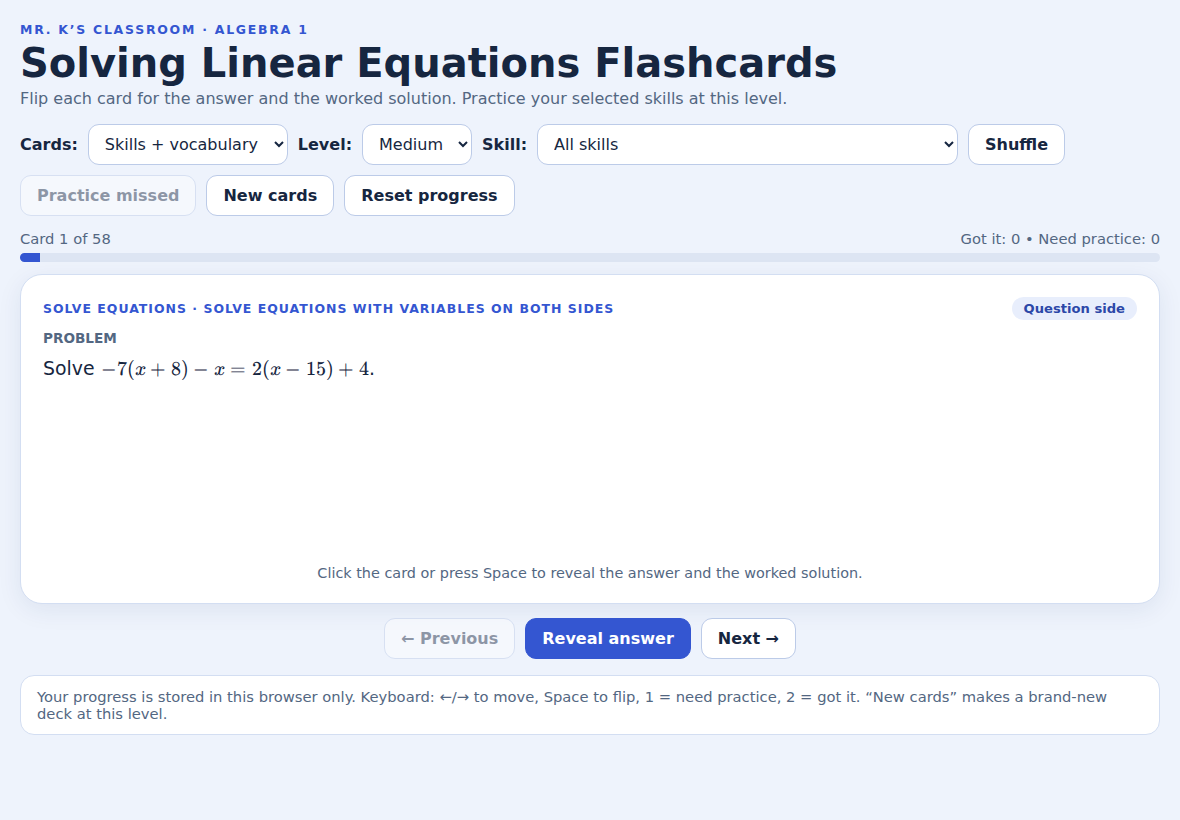 MR. K’S CLASSROOM · ALGEBRA 1
Solving Linear Equations Flashcards
Flip each card for the answer and the worked solution. Practice your selected skills at this level.
Cards: Skills + vocabulary Level: Medium Skill: All skills Shuffle
Practice missed New cards Reset progress
Card 1 of 58 Got it: 0 • Need practice: 0
SOLVE EQUATIONS · SOLVE EQUATIONS WITH VARIABLES ON BOTH SIDES Question side
PROBLEM
Solve −7(x + 8) − x = 2(x − 15) + 4.
Click the card or press Space to reveal the answer and the worked solution.
← Previous Reveal answer Next →
Your progress is stored in this browser only. Keyboard: ←/→ to move, Space to flip, 1 = need practice, 2 = got it. “New cards” makes a brand-new
deck at this level.